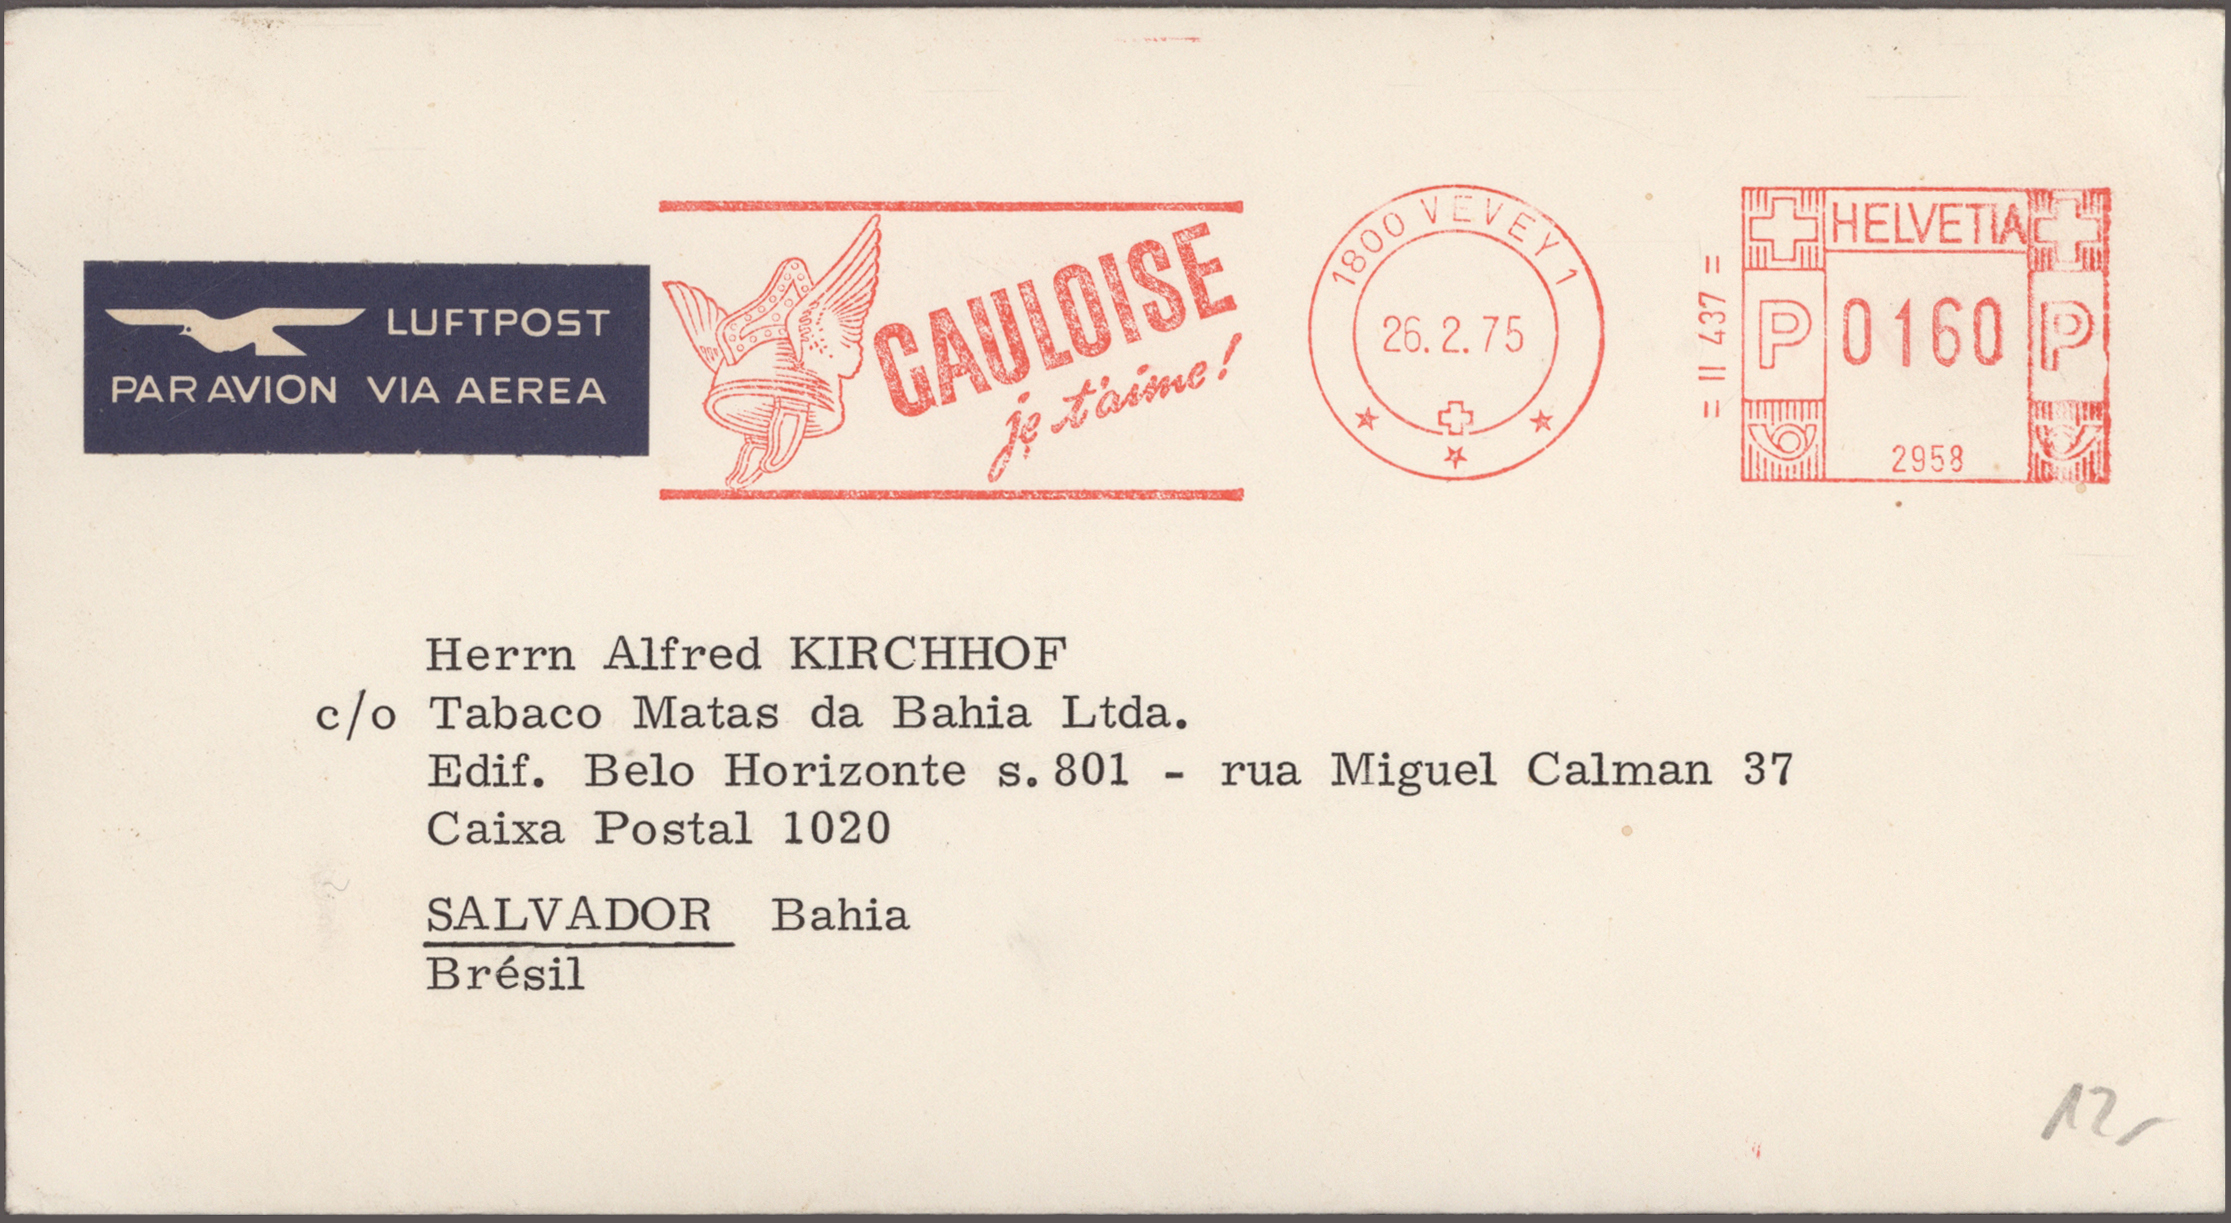 LUFTPOST
PAR AVION VIA AEREA
GAULOISE
je t'aime!
1800 VEVEY 1
26.2.75
= II 437 =
HELVETIA
P 0160 P
2958
Herrn Alfred KIRCHHOF
c/o Tabaco Matas da Bahia Ltda.
Edif. Belo Horizonte s.801 - rua Miguel Calman 37
Caixa Postal 1020
SALVADOR Bahia
Brésil
12,-